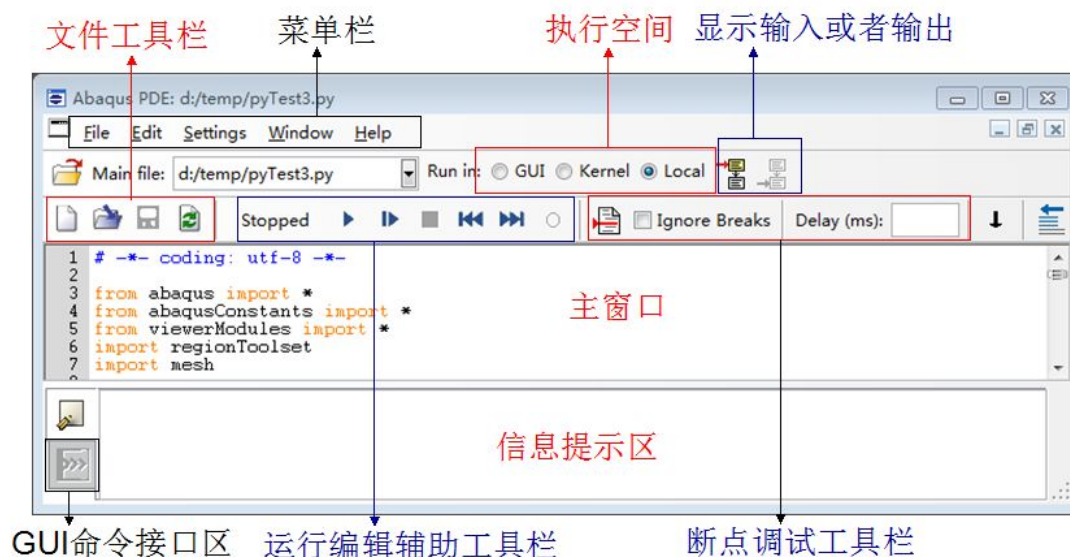 文件工具栏 菜单栏 执行空间 显示输入或者输出
Abaqus PDE: d:/temp/pyTest3.py
File Edit Settings Window Help
Main file: d:/temp/pyTest3.py Run in: GUI Kernel Local
Stopped Ignore Breaks Delay (ms):
1 # -*- coding: utf-8 -*-
2
3 from abaqus import *
4 from abaqusConstants import *
5 from viewerModules import *
6 import regionToolset
7 import mesh
主窗口
信息提示区
GUI命令接口区 运行编辑辅助工具栏 断点调试工具栏